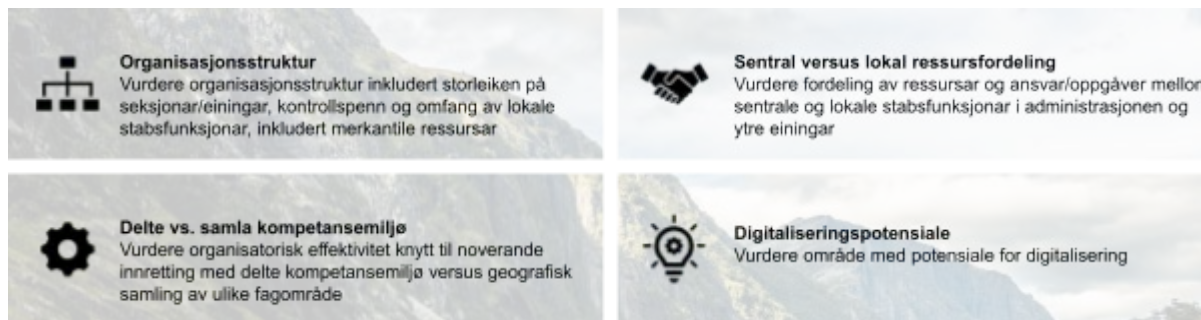 Organisasjonsstruktur
Vurdere organisasjonsstruktur inkludert storleiken på
seksjonar/einingar, kontrollspenn og omfang av lokale
stabsfunksjonar, inkludert merkantile ressursar
Sentral versus lokal ressursfordeling
Vurdere fordeling av ressursar og ansvar/oppgåver mellor
sentrale og lokale stabsfunksjonar i administrasjonen og
ytre einingar
Delte vs. samla kompetansemiljø
Vurdere organisatorisk effektivitet knytt til noverande
innretting med delte kompetansemiljø versus geografisk
samling av ulike fagområde
Digitaliseringspotensiale
Vurdere område med potensiale for digitalisering